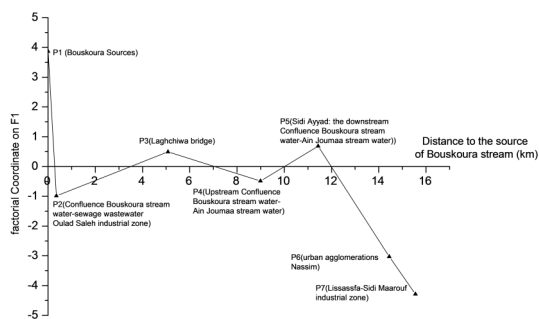 5
4
P1 (Bouskoura Sources)
3
2
P5(Sidi Ayyad: the downstream
Confluence Bouskoura stream
water-Ain Joumaa stream water))
1
P3(Laghchiwa bridge)
Distance to the source
of Bouskoura stream (km)
factorial Coordinate on F1
0
0 2 4 6 8 10 12 14 16
-1
P2(Confluence Bouskoura stream
water-sewage wastewater
Oulad Saleh industrial zone)
P4(Upstream Confluence
Bouskoura stream water-
Ain Joumaa stream water)
-2
-3
P6(urban agglomerations
Nassim)
-4
P7(Lissassfa-Sidi Maarouf
industrial zone)
-5